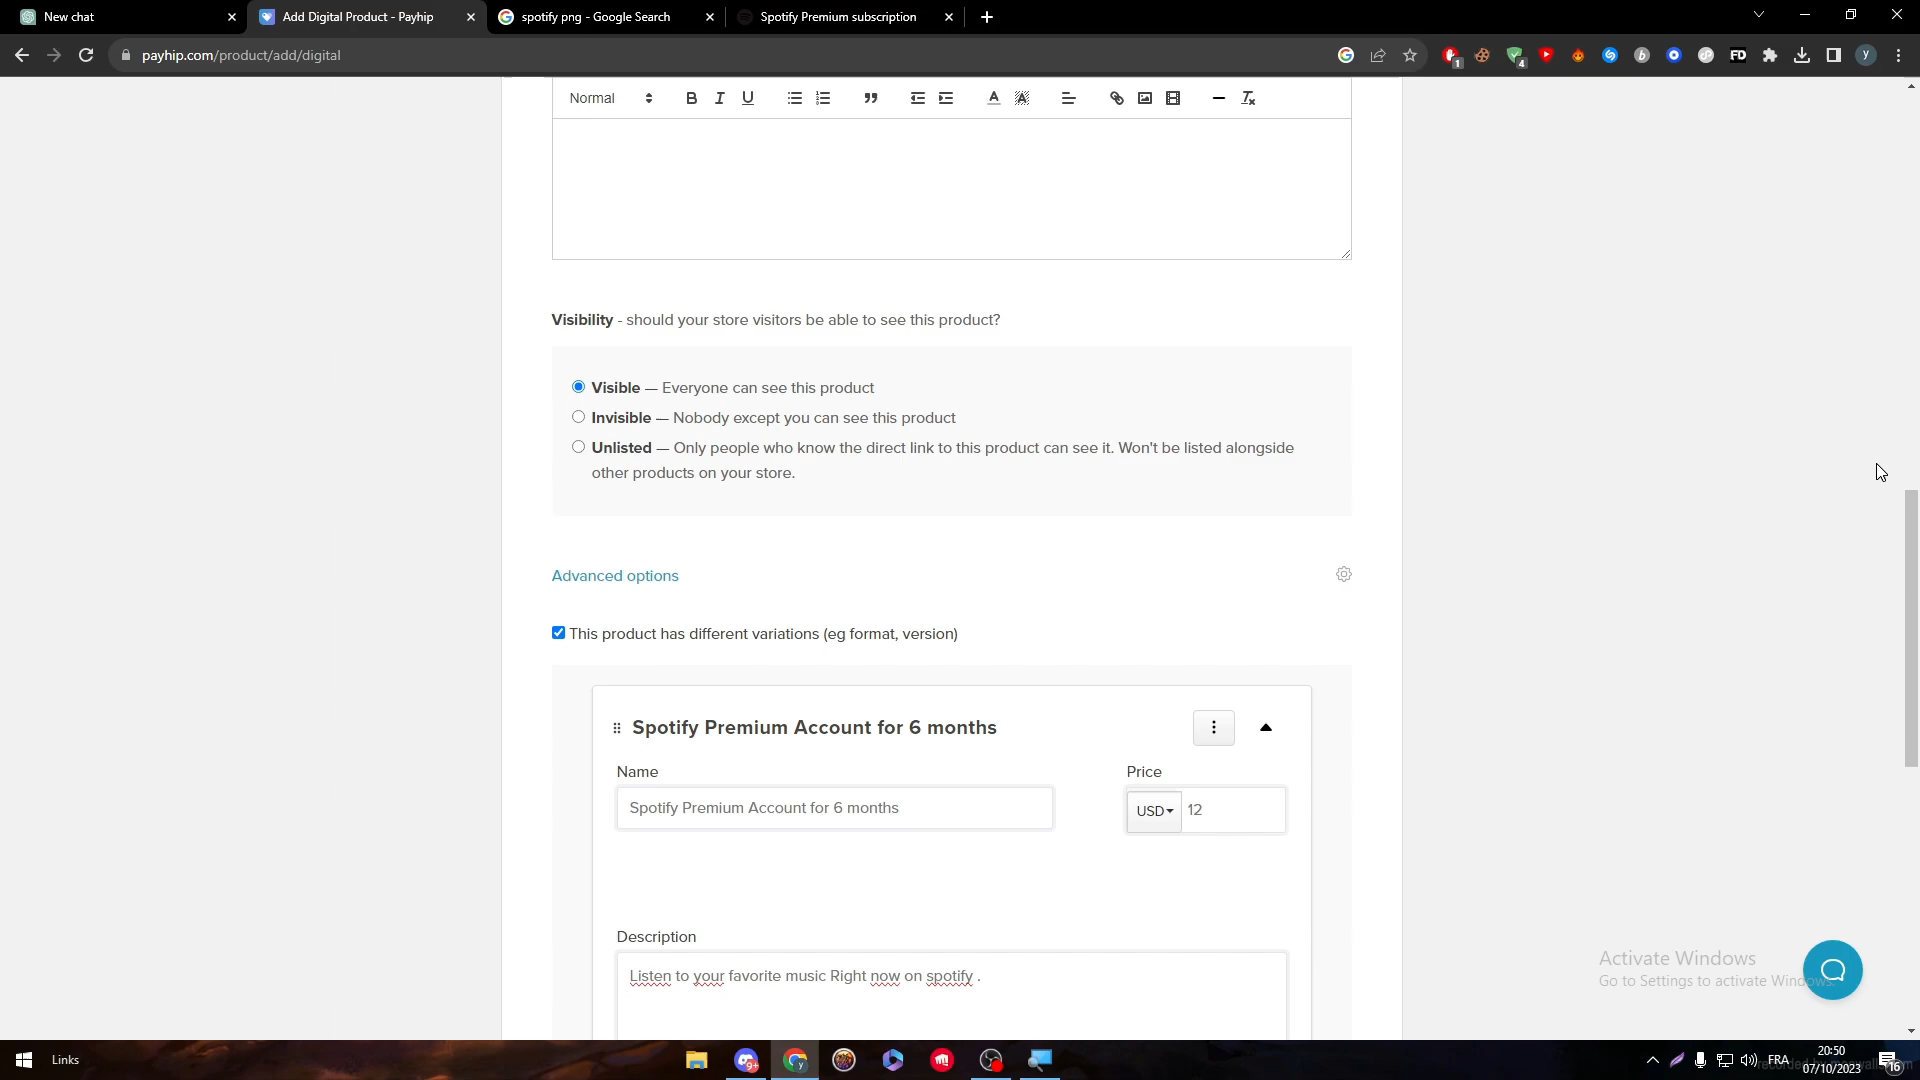 New chat
Add Digital Product - Payhip
spotify png - Google Search
Spotify Premium subscription
payhip.com/product/add/digital
1
4
FD
y
Normal
B I U
A
Visibility - should your store visitors be able to see this product?
Visible — Everyone can see this product
Invisible — Nobody except you can see this product
Unlisted — Only people who know the direct link to this product can see it. Won't be listed alongside
other products on your store.
Advanced options
This product has different variations (eg format, version)
Spotify Premium Account for 6 months
Name
Price
Spotify Premium Account for 6 months
USD
12
Description
Listen to your favorite music Right now on spotify .
Activate Windows
Go to Settings to activate Windows.
Links
9+
FRA
20:50
07/10/2023
16